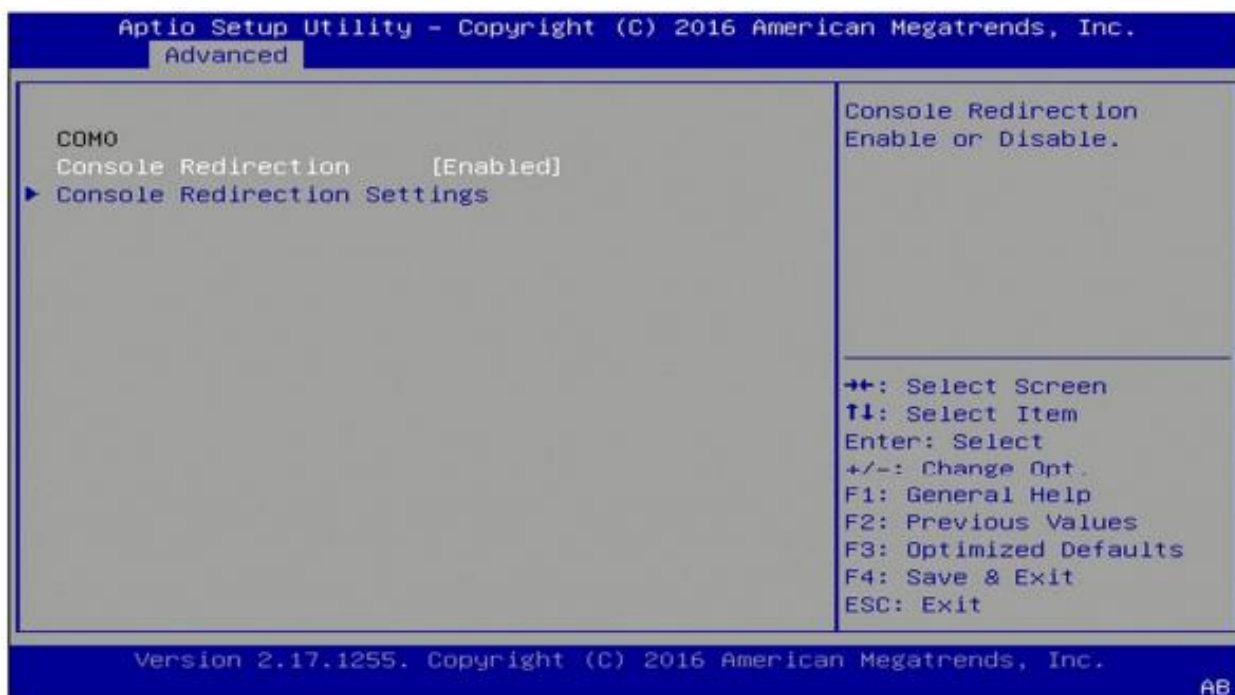 Aptio Setup Utility – Copyright (C) 2016 American Megatrends, Inc.
Advanced
COM0
Console Redirection [Enabled]
▶ Console Redirection Settings
Console Redirection
Enable or Disable.
→←: Select Screen
↑↓: Select Item
Enter: Select
+/-: Change Opt.
F1: General Help
F2: Previous Values
F3: Optimized Defaults
F4: Save & Exit
ESC: Exit
Version 2.17.1255. Copyright (C) 2016 American Megatrends, Inc.
AB